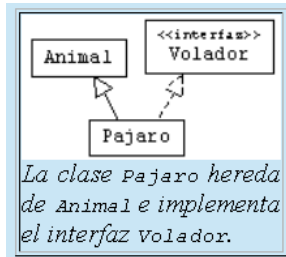 <<interfaz>>
Animal
Volador
Pajaro
La clase Pajaro hereda
de Animal e implementa
el interfaz Volador.